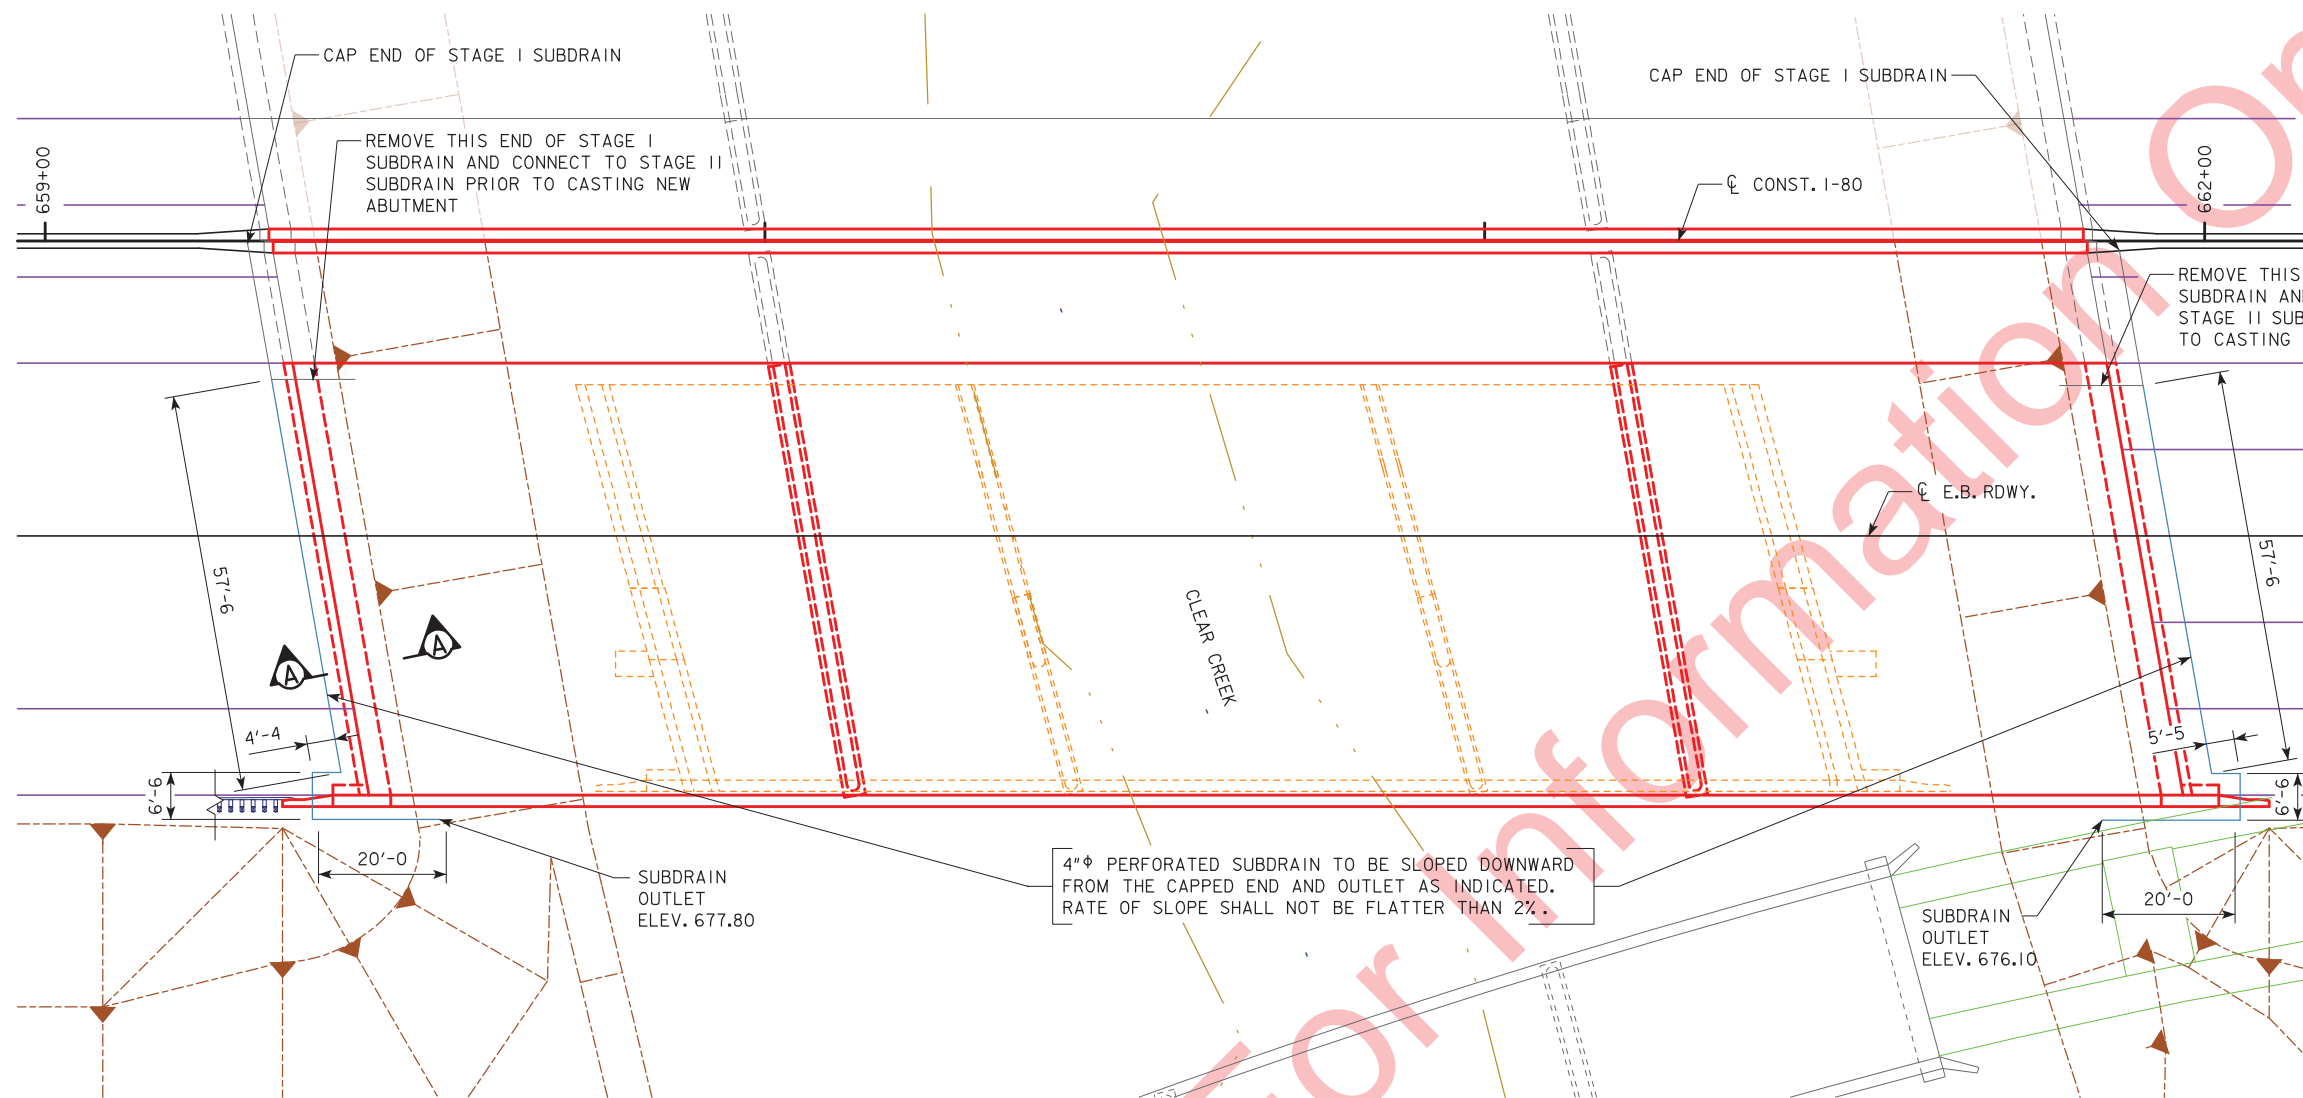 CAP END OF STAGE I SUBDRAIN
CAP END OF STAGE I SUBDRAIN
REMOVE THIS END OF STAGE I
SUBDRAIN AND CONNECT TO STAGE II
SUBDRAIN PRIOR TO CASTING NEW
ABUTMENT
659+00
662+00
℄ CONST. I-80
REMOVE THIS
SUBDRAIN AN
STAGE II SUB
TO CASTING
℄ E.B. RDWY.
57'-6
57'-6
CLEAR CREEK
A
A
4'-4
5'-5
6'-6
6'-6
20'-0
SUBDRAIN
OUTLET
ELEV. 677.80
4"ϕ PERFORATED SUBDRAIN TO BE SLOPED DOWNWARD
FROM THE CAPPED END AND OUTLET AS INDICATED.
RATE OF SLOPE SHALL NOT BE FLATTER THAN 2%.
20'-0
SUBDRAIN
OUTLET
ELEV. 676.10
For Information On